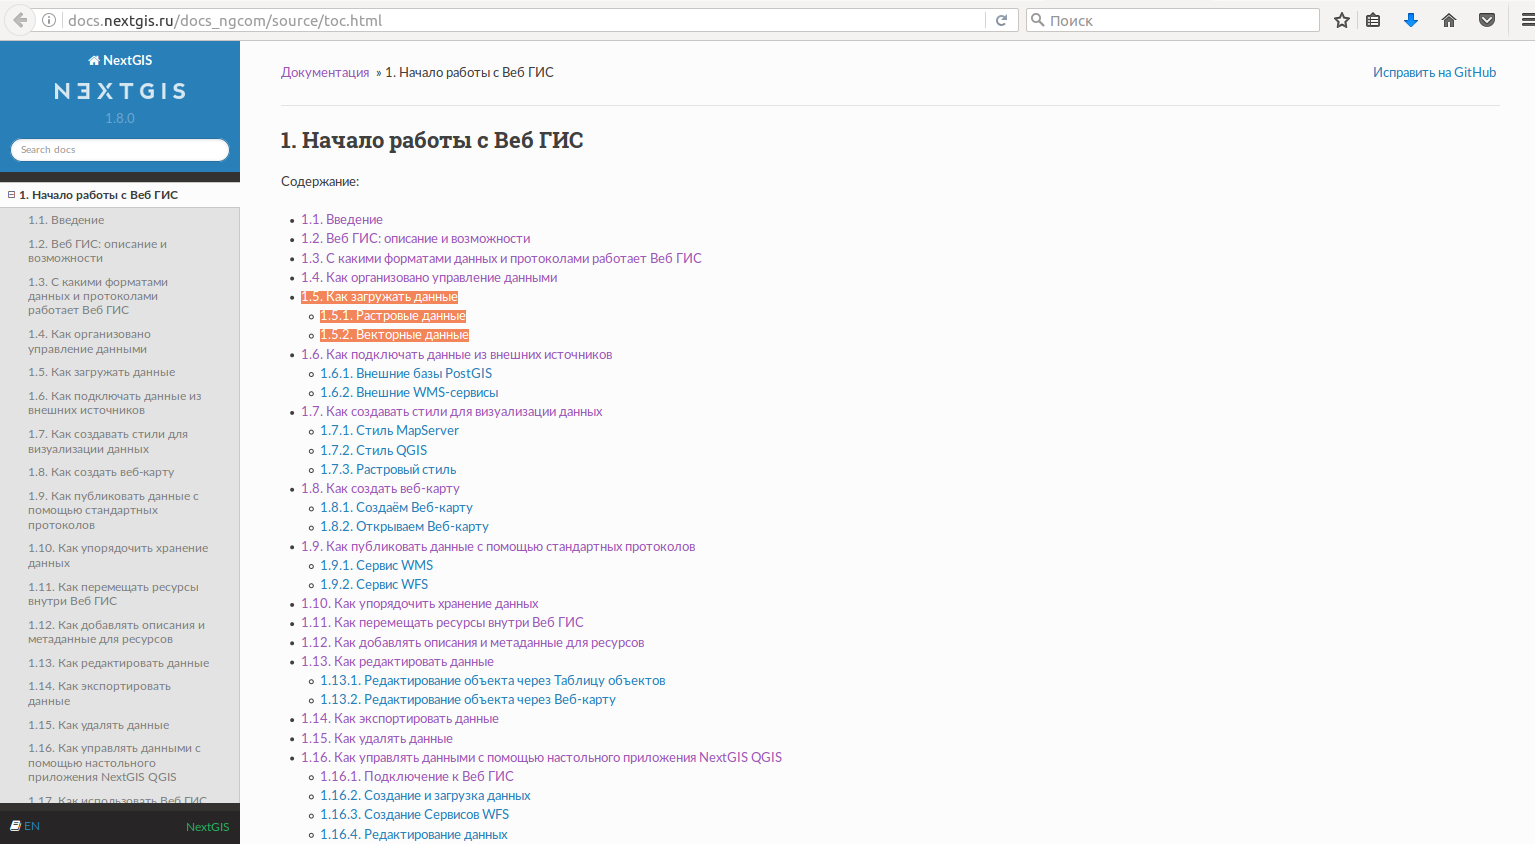 docs.nextgis.ru/docs_ngcom/source/toc.html
Поиск
NextGIS
NEXTGIS
1.8.0
Search docs
1. Начало работы с Веб ГИС
1.1. Введение
1.2. Веб ГИС: описание и
возможности
1.3. С какими форматами
данных и протоколами
работает Веб ГИС
1.4. Как организовано
управление данными
1.5. Как загружать данные
1.6. Как подключать данные из
внешних источников
1.7. Как создавать стили для
визуализации данных
1.8. Как создать веб-карту
1.9. Как публиковать данные с
помощью стандартных
протоколов
1.10. Как упорядочить хранение
данных
1.11. Как перемещать ресурсы
внутри Веб ГИС
1.12. Как добавлять описания и
метаданные для ресурсов
1.13. Как редактировать данные
1.14. Как экспортировать
данные
1.15. Как удалять данные
1.16. Как управлять данными с
помощью настольного
приложения NextGIS QGIS
1.17. Как использовать Веб ГИС
EN
NextGIS
Документация » 1. Начало работы с Веб ГИС
Исправить на GitHub
1. Начало работы с Веб ГИС
Содержание:
1.1. Введение
1.2. Веб ГИС: описание и возможности
1.3. С какими форматами данных и протоколами работает Веб ГИС
1.4. Как организовано управление данными
1.5. Как загружать данные
1.5.1. Растровые данные
1.5.2. Векторные данные
1.6. Как подключать данные из внешних источников
1.6.1. Внешние базы PostGIS
1.6.2. Внешние WMS-сервисы
1.7. Как создавать стили для визуализации данных
1.7.1. Стиль MapServer
1.7.2. Стиль QGIS
1.7.3. Растровый стиль
1.8. Как создать веб-карту
1.8.1. Создаём Веб-карту
1.8.2. Открываем Веб-карту
1.9. Как публиковать данные с помощью стандартных протоколов
1.9.1. Сервис WMS
1.9.2. Сервис WFS
1.10. Как упорядочить хранение данных
1.11. Как перемещать ресурсы внутри Веб ГИС
1.12. Как добавлять описания и метаданные для ресурсов
1.13. Как редактировать данные
1.13.1. Редактирование объекта через Таблицу объектов
1.13.2. Редактирование объекта через Веб-карту
1.14. Как экспортировать данные
1.15. Как удалять данные
1.16. Как управлять данными с помощью настольного приложения NextGIS QGIS
1.16.1. Подключение к Веб ГИС
1.16.2. Создание и загрузка данных
1.16.3. Создание Сервисов WFS
1.16.4. Редактирование данных